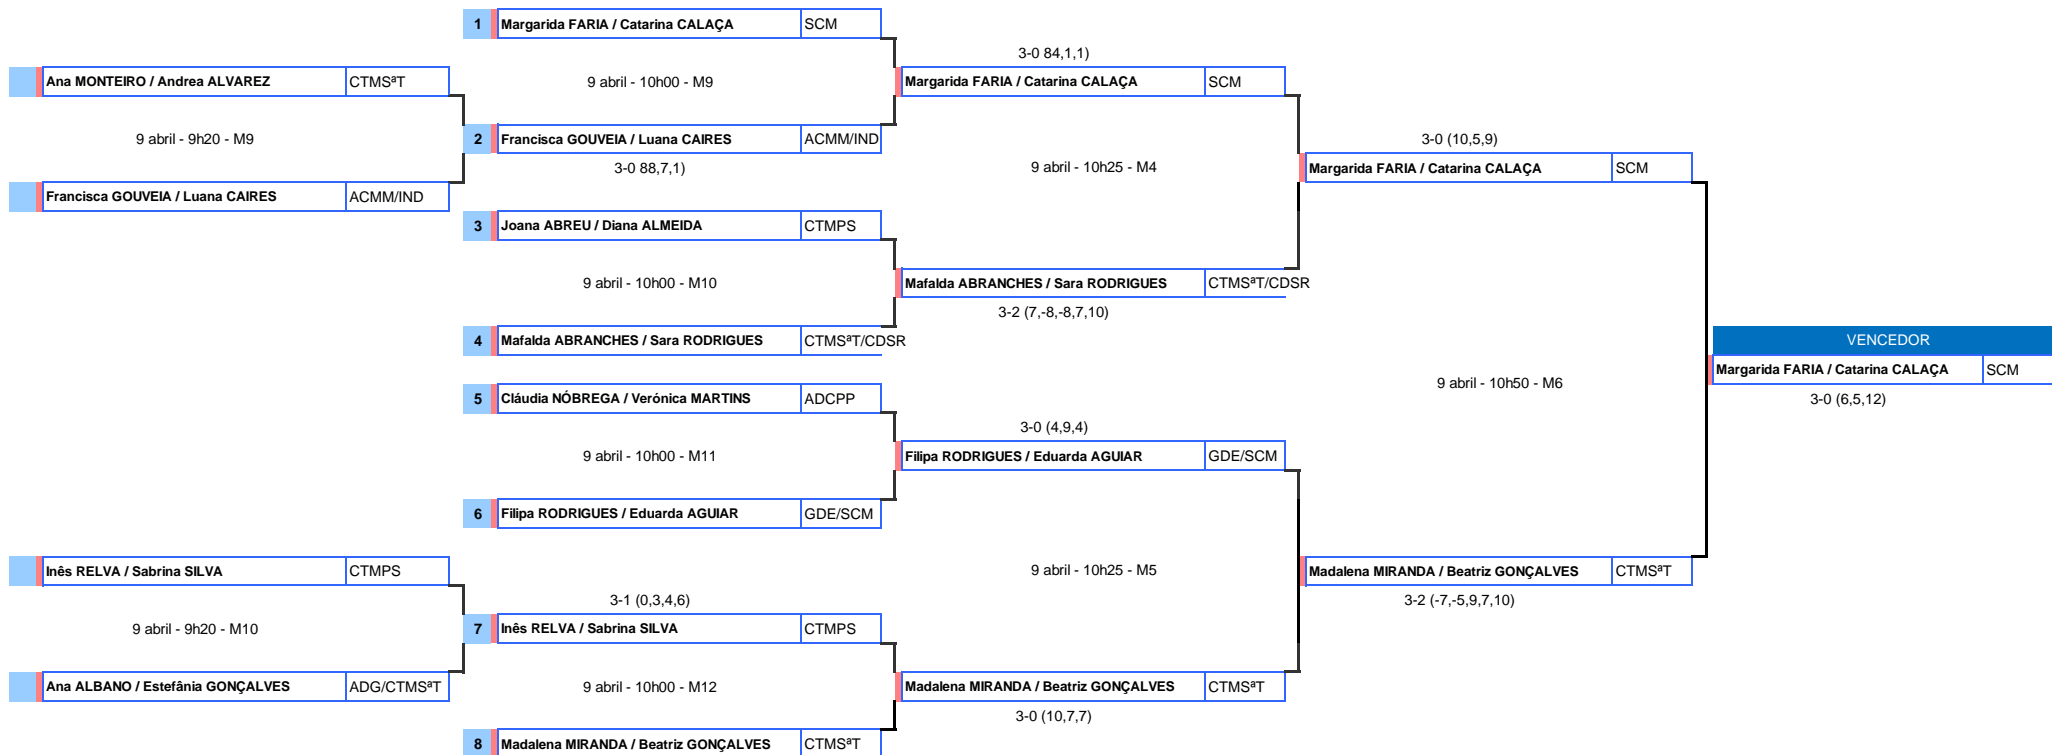 1 Margarida FARIA / Catarina CALAÇA SCM
3-0 84,1,1)
Ana MONTEIRO / Andrea ALVAREZ CTMSªT
9 abril - 10h00 - M9
Margarida FARIA / Catarina CALAÇA SCM
9 abril - 9h20 - M9
2 Francisca GOUVEIA / Luana CAIRES ACMM/IND
3-0 (10,5,9)
3-0 88,7,1)
9 abril - 10h25 - M4
Margarida FARIA / Catarina CALAÇA SCM
Francisca GOUVEIA / Luana CAIRES ACMM/IND
3 Joana ABREU / Diana ALMEIDA CTMPS
9 abril - 10h00 - M10
Mafalda ABRANCHES / Sara RODRIGUES CTMSªT/CDSR
3-2 (7,-8,-8,7,10)
4 Mafalda ABRANCHES / Sara RODRIGUES CTMSªT/CDSR
VENCEDOR
Margarida FARIA / Catarina CALAÇA SCM
9 abril - 10h50 - M6
5 Cláudia NÓBREGA / Verónica MARTINS ADCPP
3-0 (6,5,12)
3-0 (4,9,4)
9 abril - 10h00 - M11
Filipa RODRIGUES / Eduarda AGUIAR GDE/SCM
6 Filipa RODRIGUES / Eduarda AGUIAR GDE/SCM
Inês RELVA / Sabrina SILVA CTMPS
9 abril - 10h25 - M5
Madalena MIRANDA / Beatriz GONÇALVES CTMSªT
3-1 (0,3,4,6)
3-2 (-7,-5,9,7,10)
9 abril - 9h20 - M10
7 Inês RELVA / Sabrina SILVA CTMPS
Ana ALBANO / Estefânia GONÇALVES ADG/CTMSªT
9 abril - 10h00 - M12
Madalena MIRANDA / Beatriz GONÇALVES CTMSªT
3-0 (10,7,7)
8 Madalena MIRANDA / Beatriz GONÇALVES CTMSªT